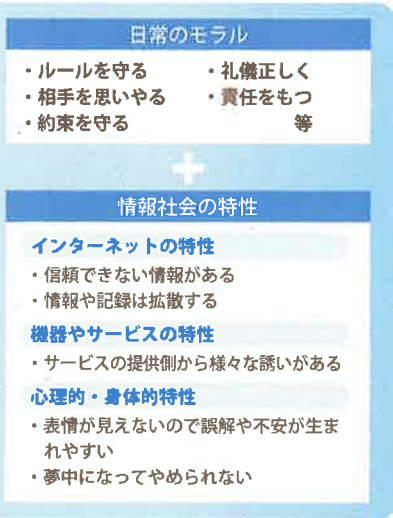 日常のモラル
・ルールを守る ・礼儀正しく
・相手を思いやる ・責任をもつ
・約束を守る 等
+
情報社会の特性
インターネットの特性
・信頼できない情報がある
・情報や記録は拡散する
機器やサービスの特性
・サービスの提供側から様々な誘いがある
心理的・身体的特性
・表情が見えないので誤解や不安が生ま
れやすい
・夢中になってやめられない